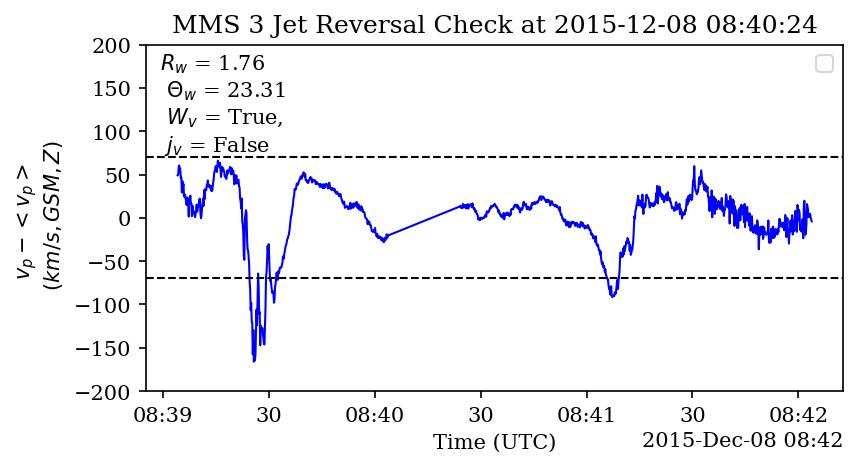 MMS 3 Jet Reversal Check at 2015-12-08 08:40:24
R_w = 1.76
Θ_w = 23.31
W_v = True,
j_v = False
v_p − < v_p >
(km/s, GSM, Z)
200
150
100
50
0
−50
−100
−150
−200
08:39 30 08:40 30 08:41 30 08:42
Time (UTC) 2015-Dec-08 08:42